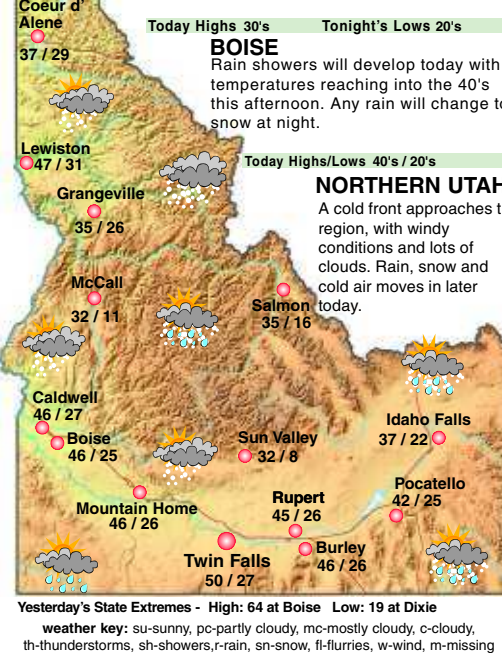 Coeur d'
Alene
37 / 29
Today Highs 30's Tonight's Lows 20's
BOISE
Rain showers will develop today with
temperatures reaching into the 40's
this afternoon. Any rain will change
snow at night.
Lewiston
47 / 31
Today Highs/Lows 40's / 20's
Grangeville
35 / 26
NORTHERN UTAH
A cold front approaches
region, with windy
conditions and lots of
clouds. Rain, snow and
cold air moves in later
today.
McCall
32 / 11
Salmon
35 / 16
Caldwell
46 / 27
Boise
46 / 25
Sun Valley
32 / 8
Idaho Falls
37 / 22
Mountain Home
46 / 26
Rupert
45 / 26
Pocatello
42 / 25
Twin Falls
50 / 27
Burley
46 / 26
Yesterday's State Extremes - High: 64 at Boise Low: 19 at Dixie
weather key: su-sunny, pc-partly cloudy, mc-mostly cloudy, c-cloudy,
th-thunderstorms, sh-showers,r-rain, sn-snow, fl-flurries, w-wind, m-missing